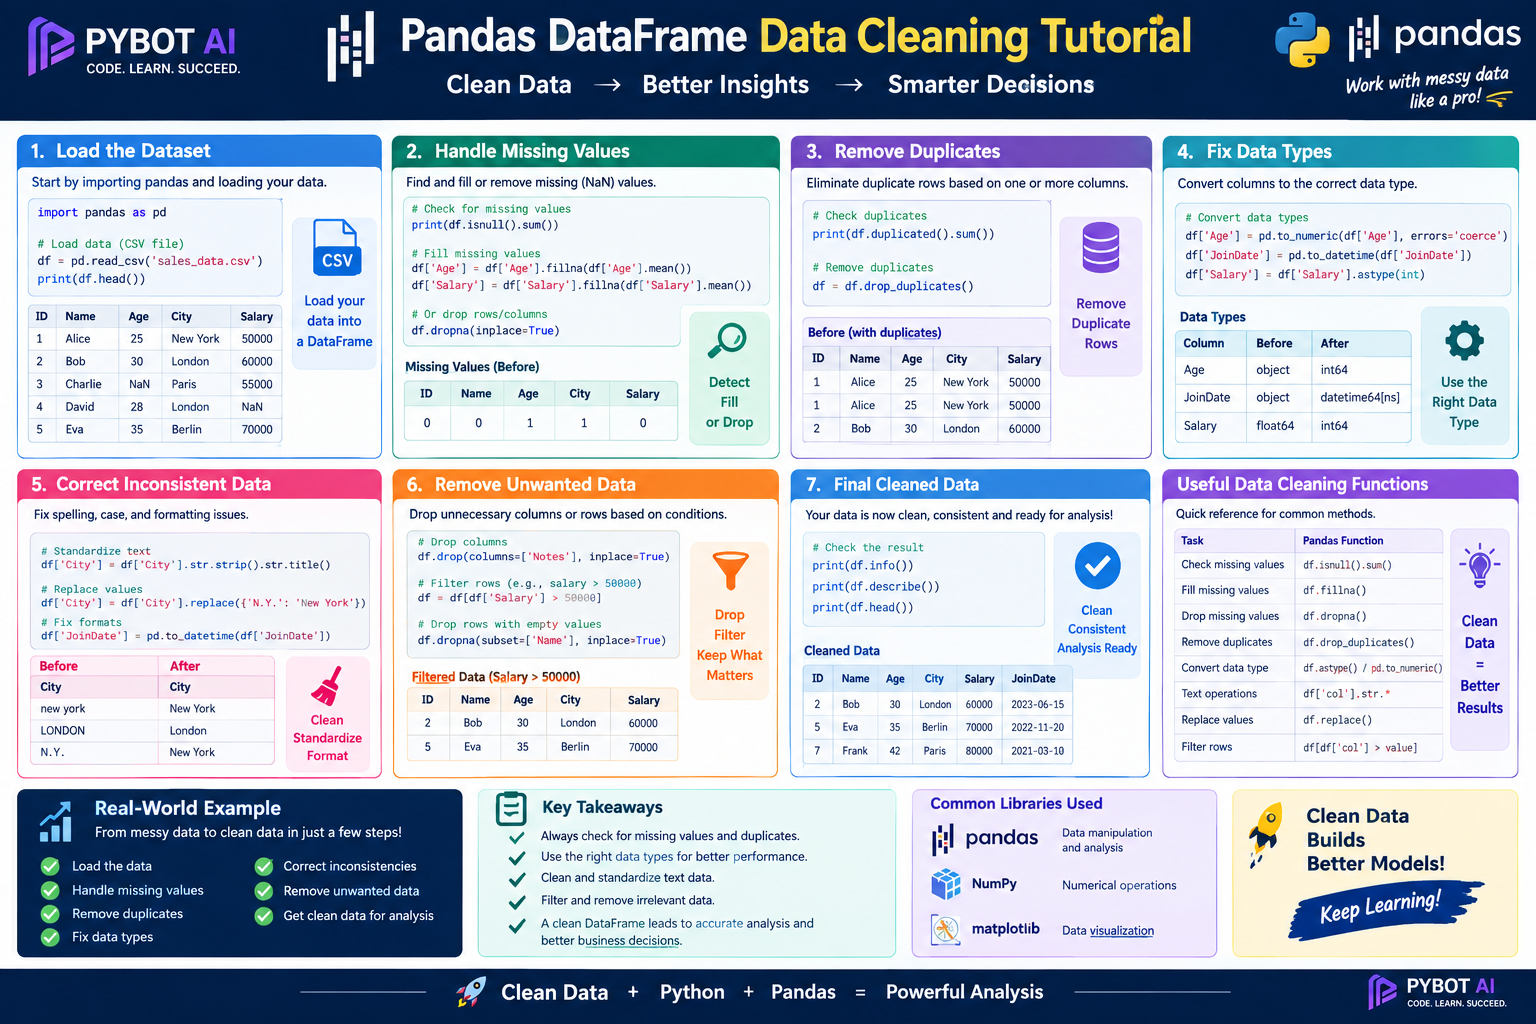 PYBOT AI
CODE. LEARN. SUCCEED.
Pandas DataFrame Data Cleaning Tutorial
Clean Data → Better Insights → Smarter Decisions
pandas
Work with messy data
like a pro!
1. Load the Dataset
Start by importing pandas and loading your data.
import pandas as pd
# Load data (CSV file)
df = pd.read_csv('sales_data.csv')
print(df.head())
CSV
Load your
data into
a DataFrame
ID Name Age City Salary
1 Alice 25 New York 50000
2 Bob 30 London 60000
3 Charlie NaN Paris 55000
4 David 28 London NaN
5 Eva 35 Berlin 70000
2. Handle Missing Values
Find and fill or remove missing (NaN) values.
# Check for missing values
print(df.isnull().sum())
# Fill missing values
df['Age'] = df['Age'].fillna(df['Age'].mean())
df['Salary'] = df['Salary'].fillna(df['Salary'].mean())
# Or drop rows/columns
df.dropna(inplace=True)
Missing Values (Before)
ID Name Age City Salary
0 0 1 1 0
Detect
Fill
or Drop
3. Remove Duplicates
Eliminate duplicate rows based on one or more columns.
# Check duplicates
print(df.duplicated().sum())
# Remove duplicates
df = df.drop_duplicates()
Before (with duplicates)
ID Name Age City Salary
1 Alice 25 New York 50000
1 Alice 25 New York 50000
2 Bob 30 London 60000
Remove
Duplicate
Rows
4. Fix Data Types
Convert columns to the correct data type.
# Convert data types
df['Age'] = pd.to_numeric(df['Age'], errors='coerce')
df['JoinDate'] = pd.to_datetime(df['JoinDate'])
df['Salary'] = df['Salary'].astype(int)
Data Types
Column Before After
Age object int64
JoinDate object datetime64[ns]
Salary float64 int64
Use the
Right Data
Type
5. Correct Inconsistent Data
Fix spelling, case, and formatting issues.
# Standardize text
df['City'] = df['City'].str.strip().str.title()
# Replace values
df['City'] = df['City'].replace({'N.Y.': 'New York'})
# Fix formats
df['JoinDate'] = pd.to_datetime(df['JoinDate'])
Before After
City City
new york New York
LONDON London
N.Y. New York
Clean
Standardize
Format
6. Remove Unwanted Data
Drop unnecessary columns or rows based on conditions.
# Drop columns
df.drop(columns=['Notes'], inplace=True)
# Filter rows (e.g., salary > 50000)
df = df[df['Salary'] > 50000]
# Drop rows with empty values
df.dropna(subset=['Name'], inplace=True)
Filtered Data (Salary > 50000)
ID Name Age City Salary
2 Bob 30 London 60000
5 Eva 35 Berlin 70000
Drop
Filter
Keep What
Matters
7. Final Cleaned Data
Your data is now clean, consistent and ready for analysis!
# Check the result
print(df.info())
print(df.describe())
print(df.head())
Clean
Consistent
Analysis Ready
Cleaned Data
ID Name Age City Salary JoinDate
2 Bob 30 London 60000 2023-06-15
5 Eva 35 Berlin 70000 2022-11-20
7 Frank 42 Paris 80000 2021-03-10
Useful Data Cleaning Functions
Quick reference for common methods.
Task Pandas Function
Check missing values df.isnull().sum()
Fill missing values df.fillna()
Drop missing values df.dropna()
Remove duplicates df.drop_duplicates()
Convert data type df.astype() / pd.to_numeric()
Text operations df['col'].str.*
Replace values df.replace()
Filter rows df[df['col'] > value]
Clean
Data
=
Better
Results
Real-World Example
From messy data to clean data in just a few steps!
Load the data
Handle missing values
Remove duplicates
Fix data types
Correct inconsistencies
Remove unwanted data
Get clean data for analysis
Key Takeaways
Always check for missing values and duplicates.
Use the right data types for better performance.
Clean and standardize text data.
Filter and remove irrelevant data.
A clean DataFrame leads to accurate analysis and
better business decisions.
Common Libraries Used
pandas Data manipulation
and analysis
NumPy Numerical operations
matplotlib Data visualization
Clean Data
Builds
Better Models!
Keep Learning!
Clean Data + Python + Pandas = Powerful Analysis
PYBOT AI
CODE. LEARN. SUCCEED.